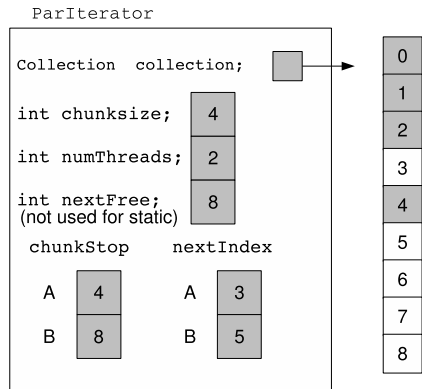 ParIterator
Collection collection;
int chunksize; 4
int numThreads; 2
int nextFree; 8
(not used for static)
chunkStop nextIndex
A 4 A 3
B 8 B 5
0
1
2
3
4
5
6
7
8